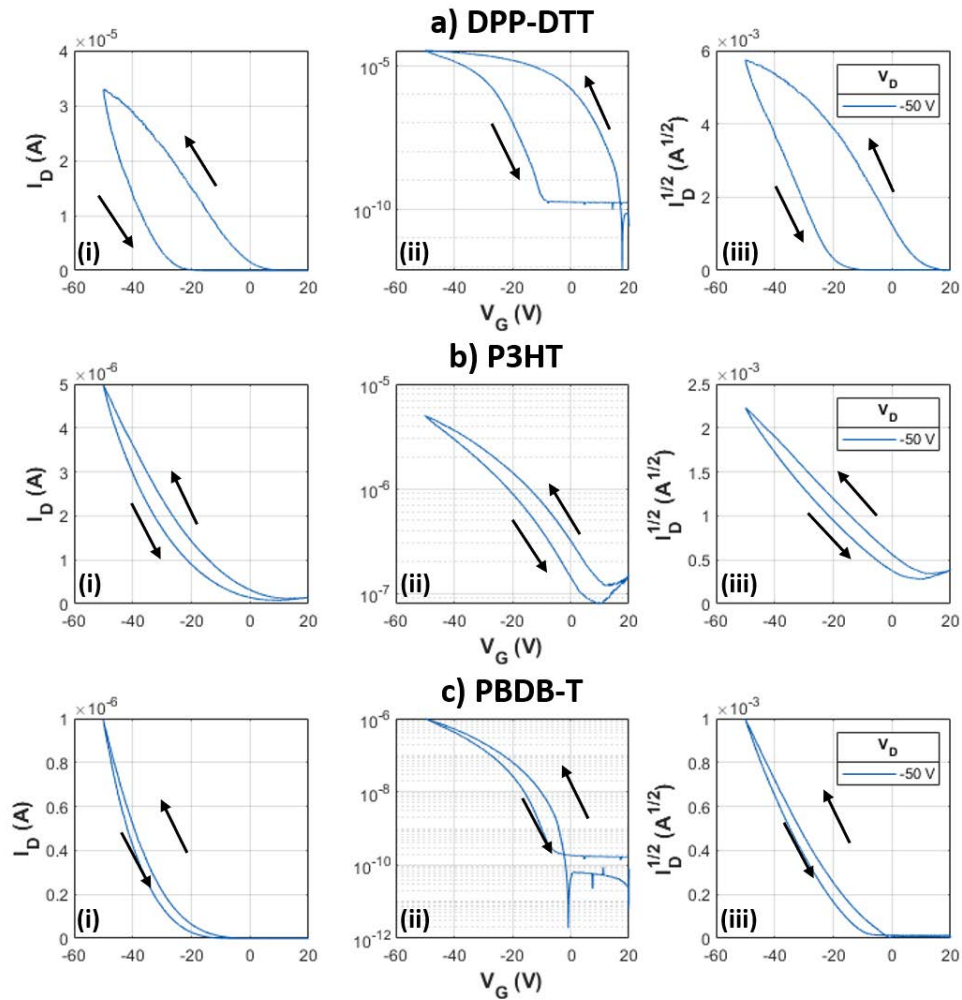 a) DPP-DTT
×10⁻⁵
I_D (A)
4
3
2
1
0
-60 -40 -20 0 20
(i)
10⁻⁵
10⁻¹⁰
-60 -40 -20 0 20
V_G (V)
(ii)
×10⁻³
I_D^1/2 (A^1/2)
6
4
2
0
-60 -40 -20 0 20
V_D
-50 V
(iii)
b) P3HT
×10⁻⁶
I_D (A)
5
4
3
2
1
0
-60 -40 -20 0 20
(i)
10⁻⁵
10⁻⁶
10⁻⁷
-60 -40 -20 0 20
V_G (V)
(ii)
×10⁻³
I_D^1/2 (A^1/2)
2.5
2
1.5
1
0.5
0
-60 -40 -20 0 20
V_D
-50 V
(iii)
c) PBDB-T
×10⁻⁶
I_D (A)
1
0.8
0.6
0.4
0.2
0
-60 -40 -20 0 20
(i)
10⁻⁶
10⁻⁸
10⁻¹⁰
10⁻¹²
-60 -40 -20 0 20
V_G (V)
(ii)
×10⁻³
I_D^1/2 (A^1/2)
1
0.8
0.6
0.4
0.2
0
-60 -40 -20 0 20
V_D
-50 V
(iii)